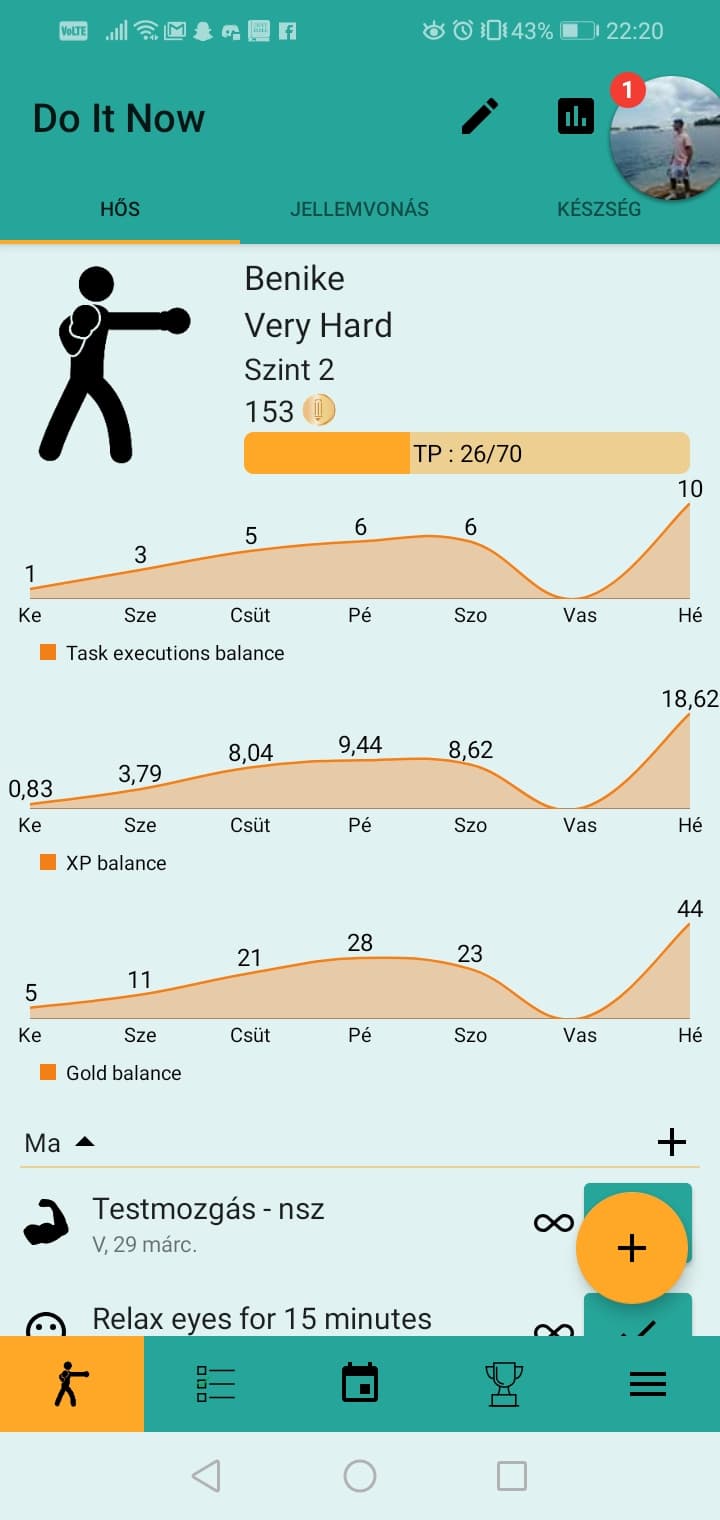 VoLTE 43% 22:20
Do It Now
1
HŐS JELLEMVONÁS KÉSZSÉG
Benike
Very Hard
Szint 2
153
TP : 26/70
1 3 5 6 6 10
Ke Sze Csüt Pé Szo Vas Hé
Task executions balance
0,83 3,79 8,04 9,44 8,62 18,62
Ke Sze Csüt Pé Szo Vas Hé
XP balance
5 11 21 28 23 44
Ke Sze Csüt Pé Szo Vas Hé
Gold balance
Ma
Testmozgás - nsz
V, 29 márc.
Relax eyes for 15 minutes